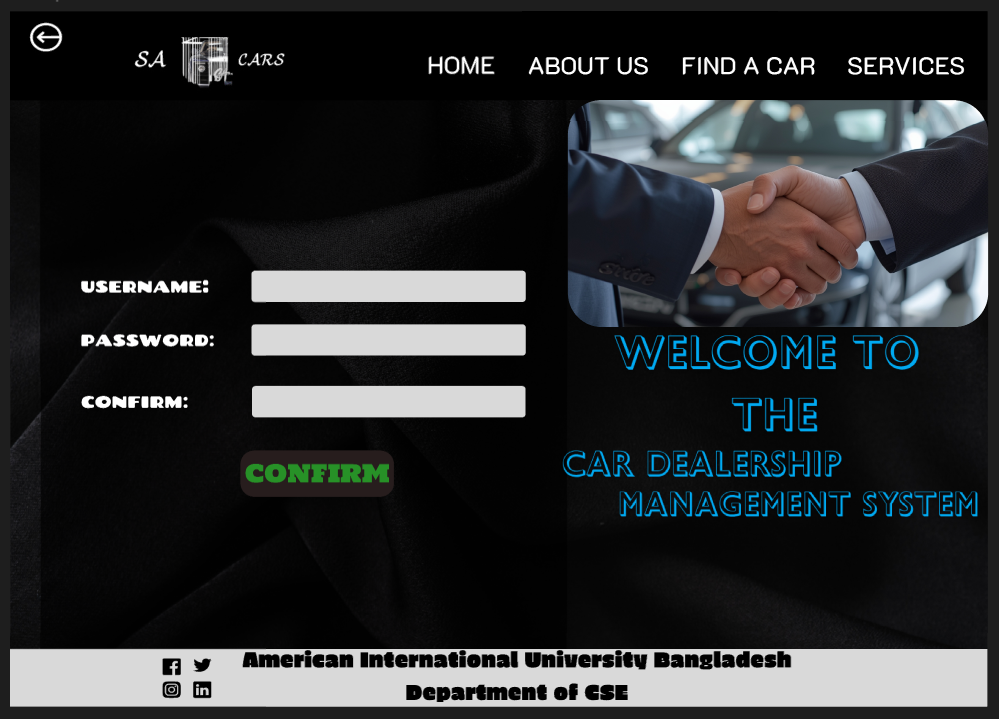 SA CARS
HOME ABOUT US FIND A CAR SERVICES
USERNAME:
PASSWORD:
CONFIRM:
CONFIRM
WELCOME TO
THE
CAR DEALERSHIP
MANAGEMENT SYSTEM
American International University Bangladesh
Department of CSE